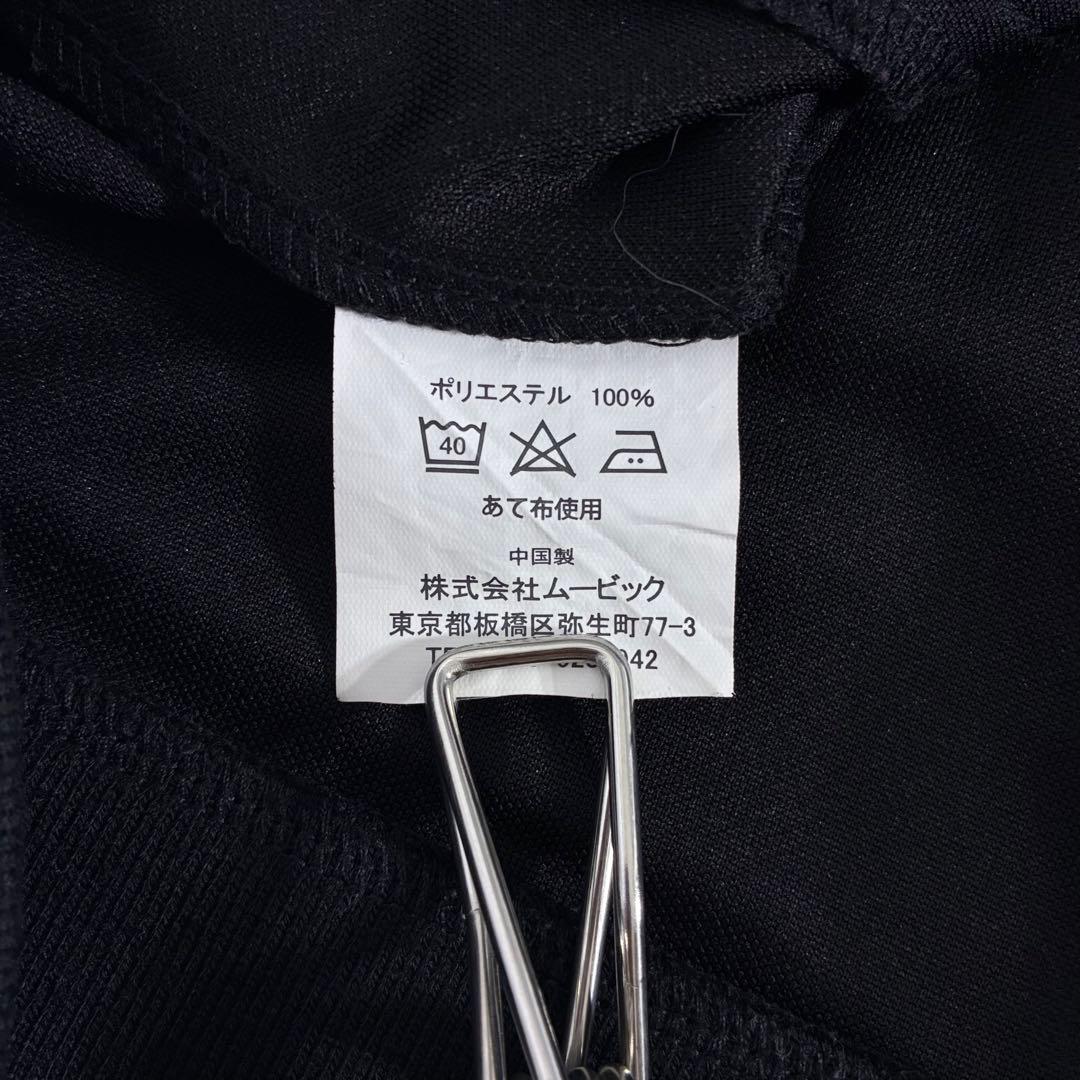 ポリエステル 100%
40
あて布使用
中国製
株式会社ムービック
東京都板橋区弥生町77-3